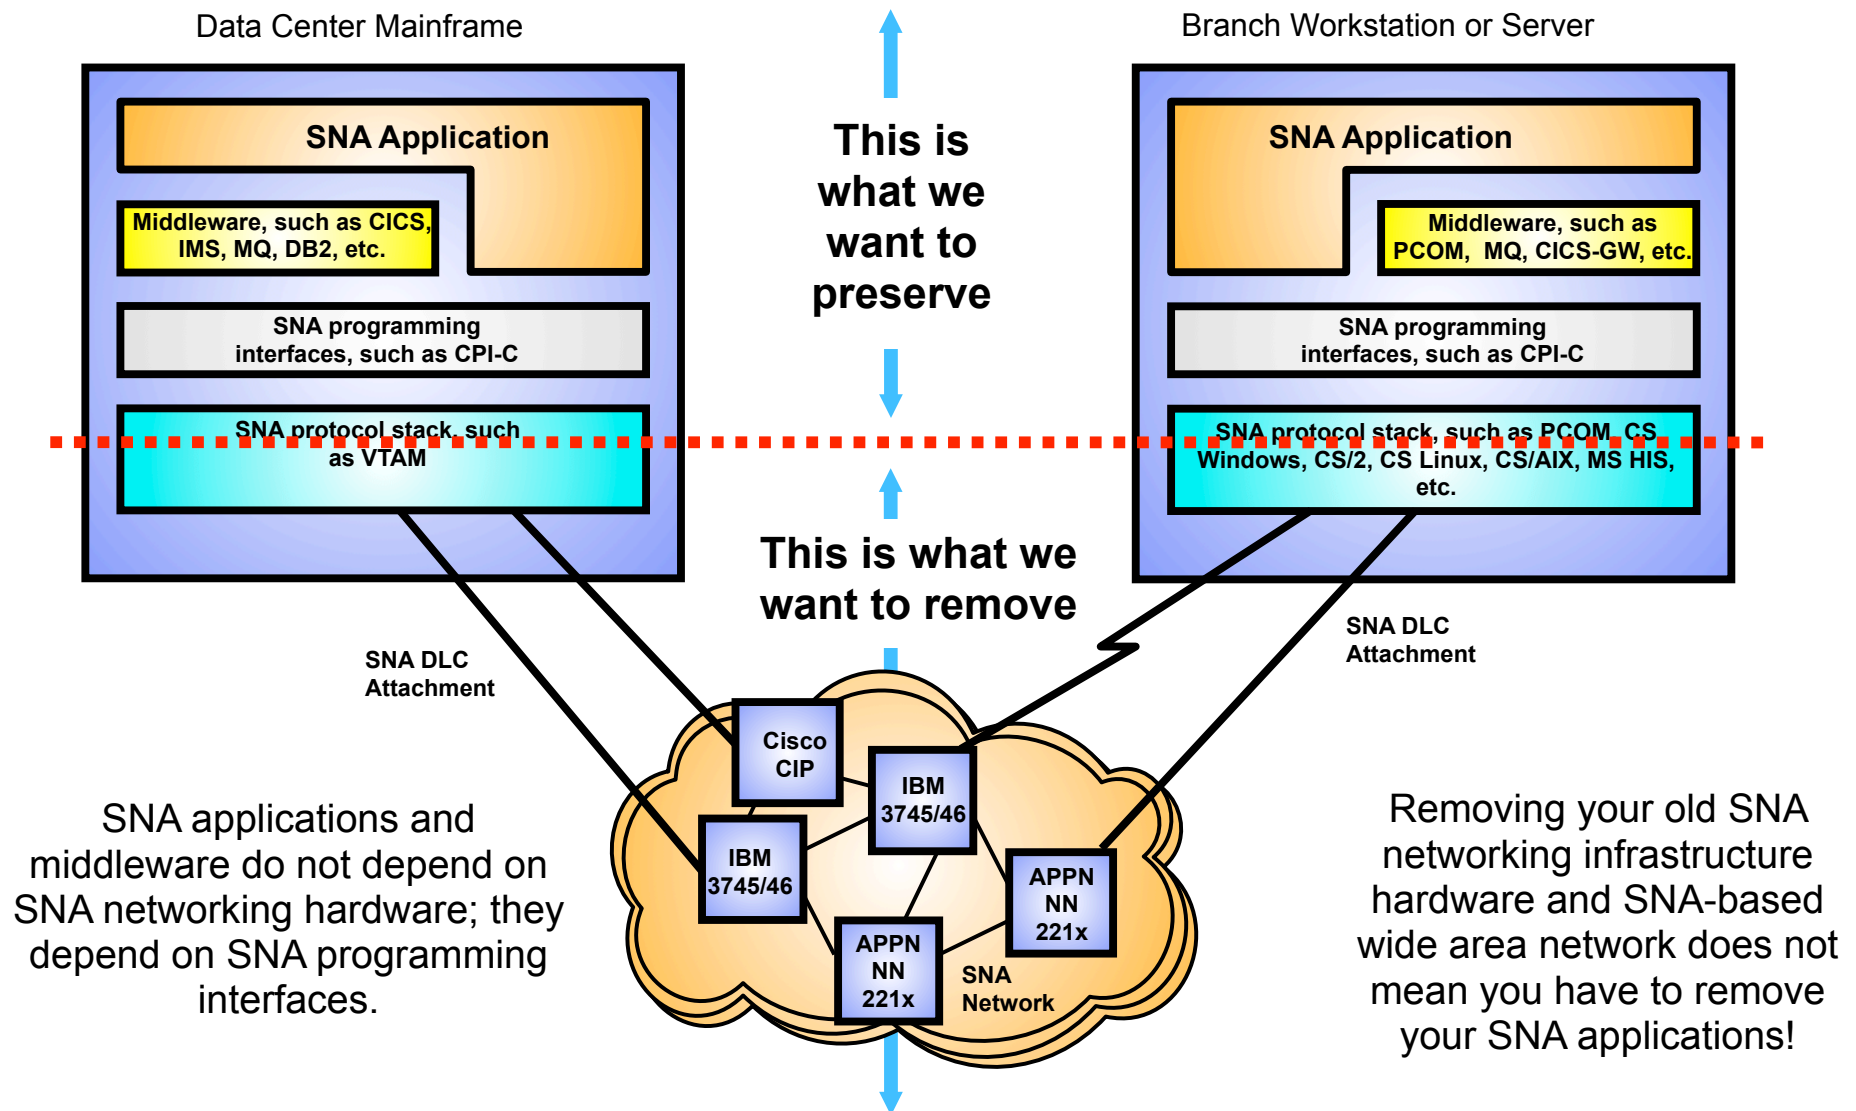 Data Center Mainframe
SNA Application
Middleware, such as CICS,
IMS, MQ, DB2, etc.
SNA programming
interfaces, such as CPI-C
SNA protocol stack, such
as VTAM
This is
what we
want to
preserve
This is what we
want to remove
Branch Workstation or Server
SNA Application
Middleware, such as
PCOM, MQ, CICS-GW, etc.
SNA programming
interfaces, such as CPI-C
SNA protocol stack, such as PCOM, CS
Windows, CS/2, CS Linux, CS/AIX, MS HIS,
etc.
SNA DLC
Attachment
SNA DLC
Attachment
Cisco
CIP
IBM
3745/46
IBM
3745/46
APPN
NN
221x
APPN
NN
221x
SNA
Network
SNA applications and
middleware do not depend on
SNA networking hardware; they
depend on SNA programming
interfaces.
Removing your old SNA
networking infrastructure
hardware and SNA-based
wide area network does not
mean you have to remove
your SNA applications!